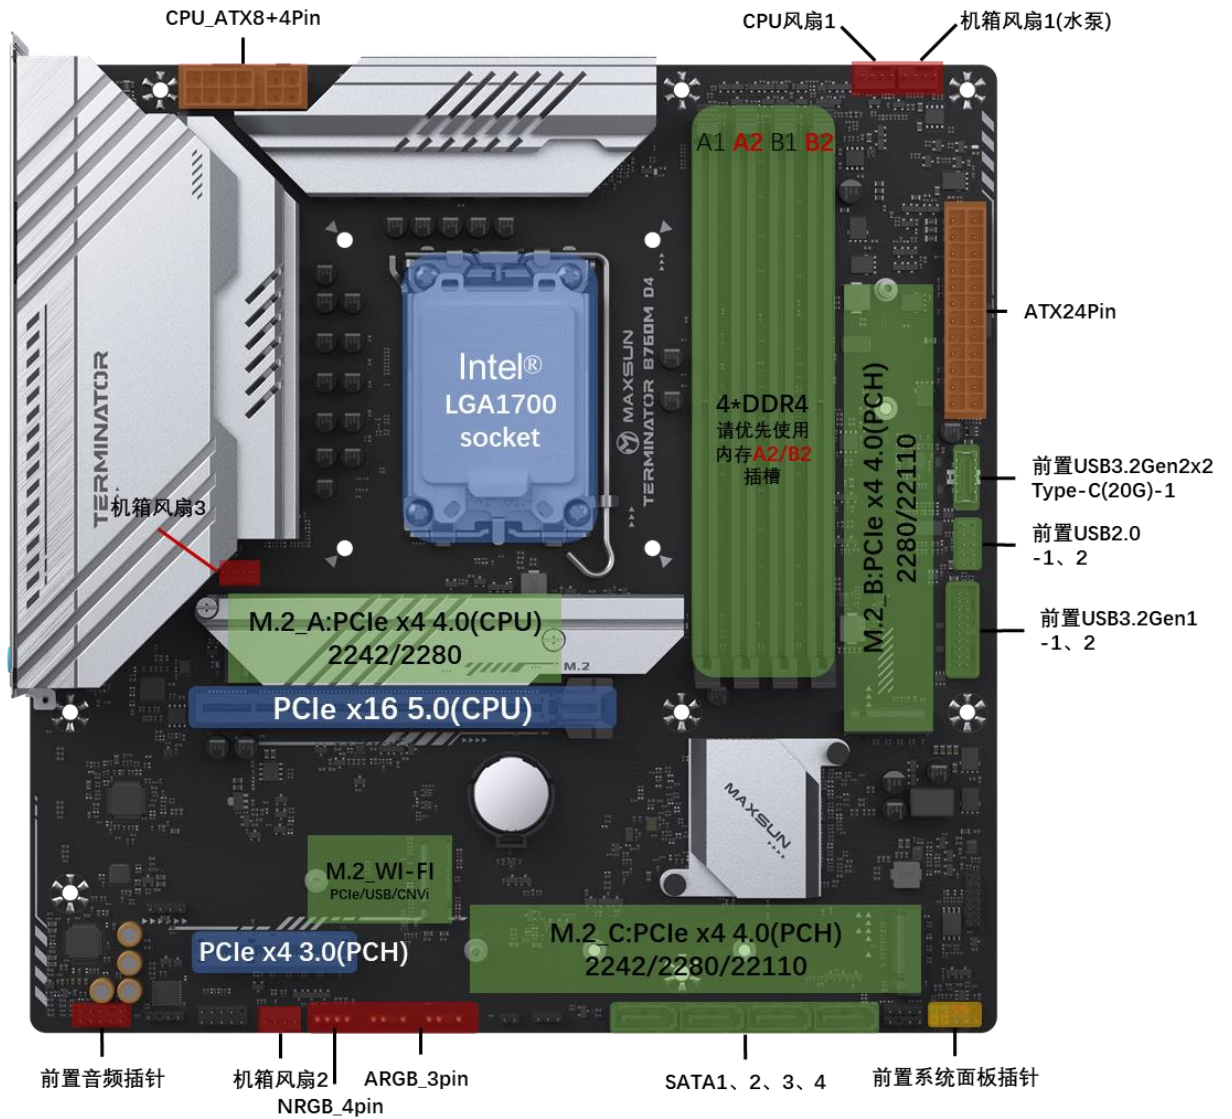 CPU_ATX8+4Pin
CPU风扇1
机箱风扇1(水泵)
A1 A2 B1 B2
ATX24Pin
Intel®
LGA1700
socket
MAXSUN
TERMINATOR B760M D4
4*DDR4
请优先使用
内存A2/B2
插槽
M.2_B:PCIe x4 4.0(PCH)
2280/22110
TERMINATOR
机箱风扇3
前置USB3.2Gen2x2
Type-C(20G)-1
前置USB2.0
-1、2
前置USB3.2Gen1
-1、2
M.2_A:PCIe x4 4.0(CPU)
2242/2280
M.2
PCIe x16 5.0(CPU)
MAXSUN
M.2_WI-FI
PCIe/USB/CNVi
PCIe x4 3.0(PCH)
M.2_C:PCIe x4 4.0(PCH)
2242/2280/22110
前置音频插针
机箱风扇2
NRGB_4pin
ARGB_3pin
SATA1、2、3、4
前置系统面板插针